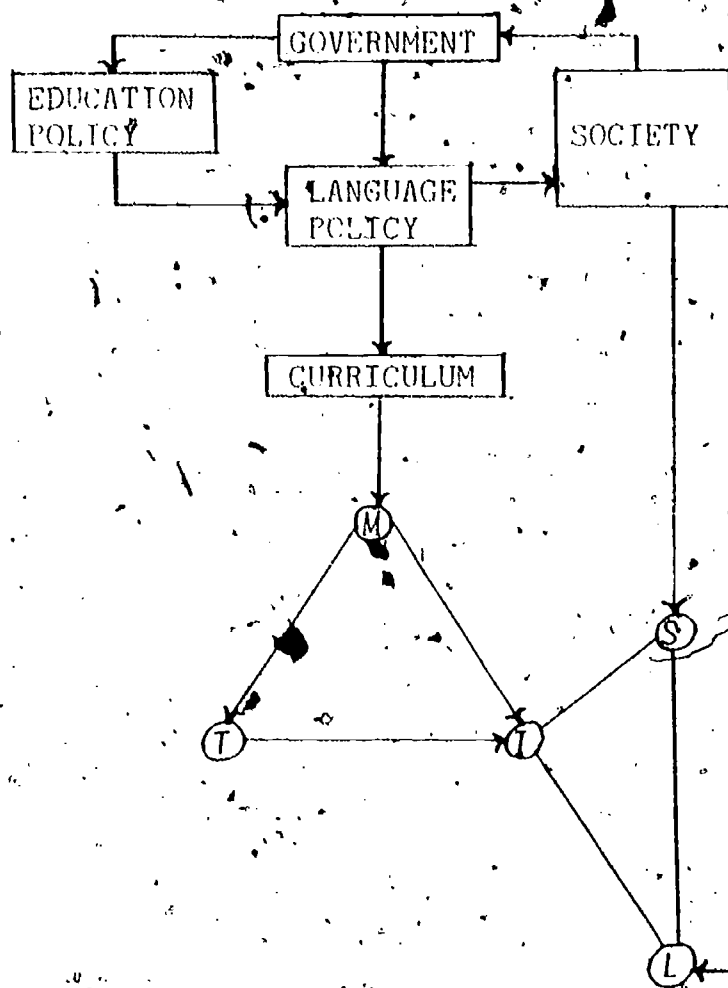 GOVERNMENT
EDUCATION
POLICY
SOCIETY
LANGUAGE
POLICY
CURRICULUM
M
S
T
I
L